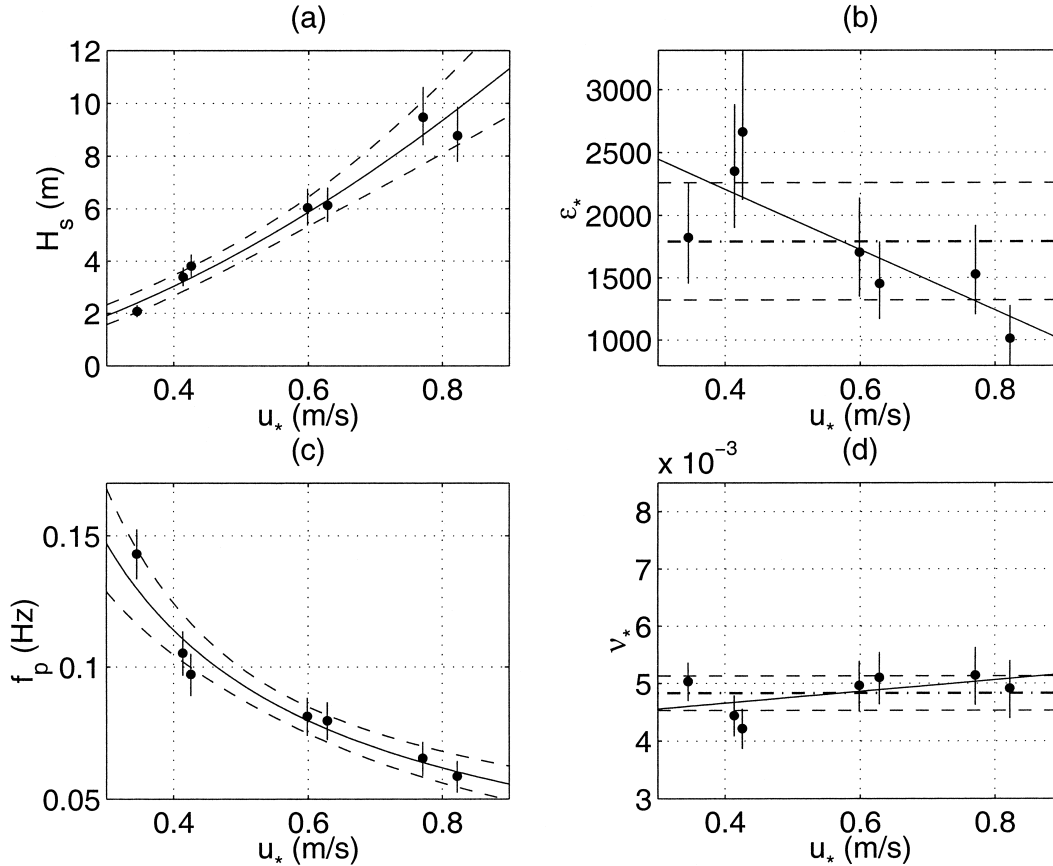 (a)
12
10
8
6
4
2
0
H_s (m)
0.4 0.6 0.8
u_* (m/s)
(b)
3000
2500
2000
1500
1000
ε_*
0.4 0.6 0.8
u_* (m/s)
(c)
0.15
0.1
0.05
f_p (Hz)
0.4 0.6 0.8
u_* (m/s)
(d)
x 10^−3
8
7
6
5
4
3
ν_*
0.4 0.6 0.8
u_* (m/s)